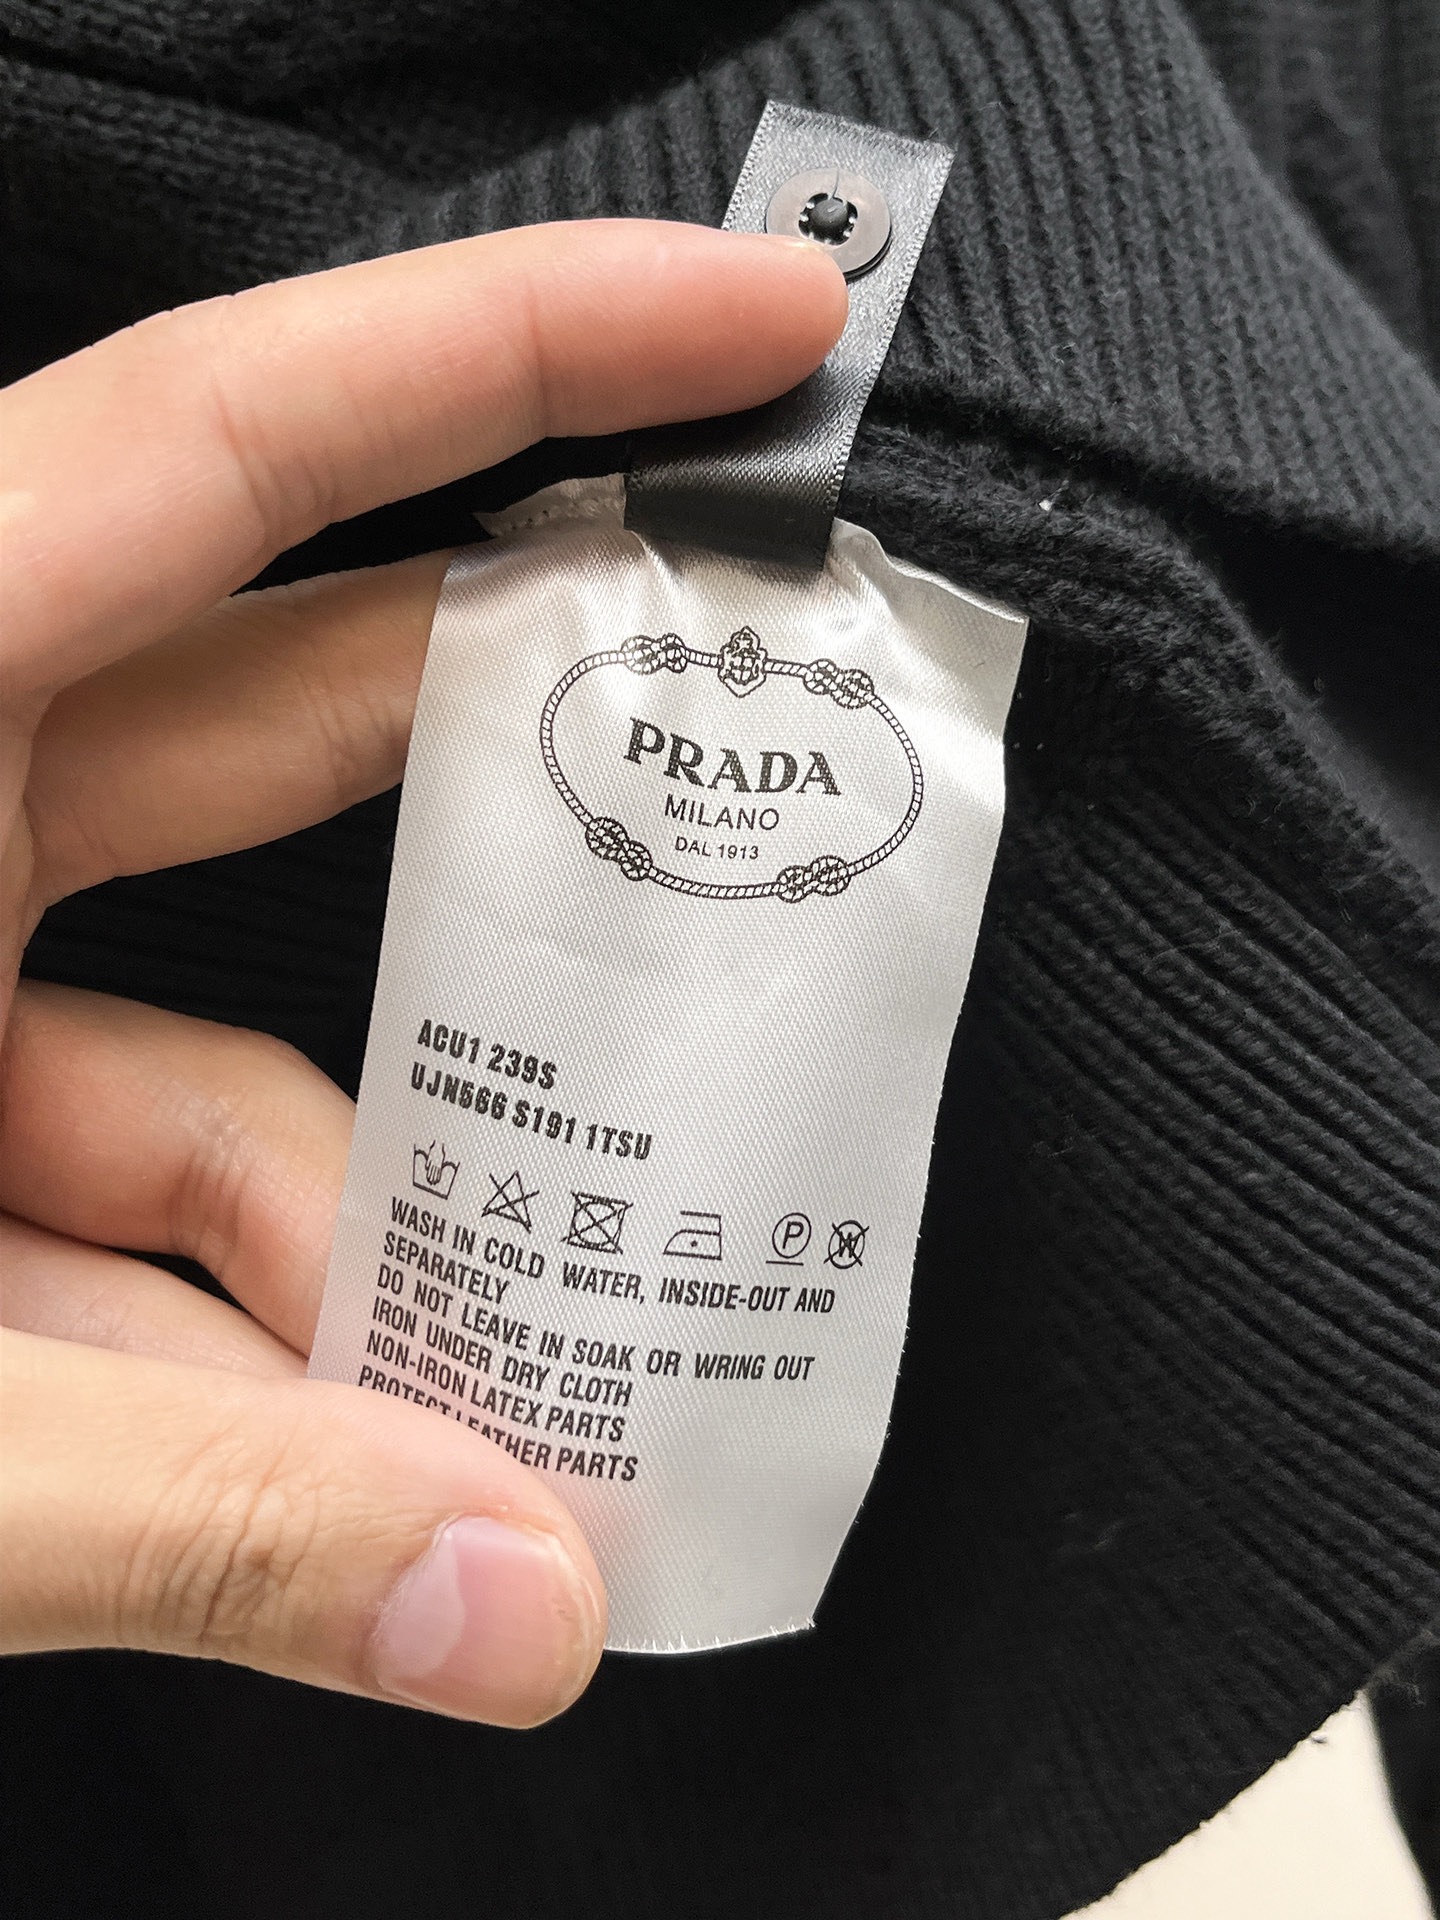 PRADA
MILANO
DAL 1913
ACU1 239S
UJN566 S191 1TSU
P W
WASH IN COLD WATER, INSIDE-OUT AND
SEPARATELY
DO NOT LEAVE IN SOAK OR WRING OUT
IRON UNDER DRY CLOTH
NON-IRON LATEX PARTS
PROTECT LEATHER PARTS